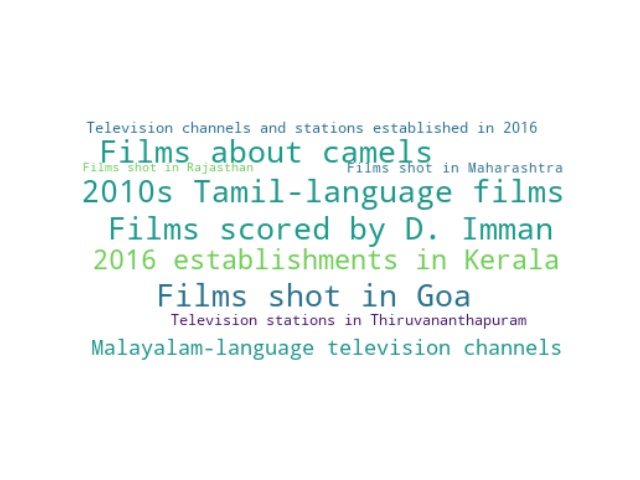 Television channels and stations established in 2016
Films about camels
Films shot in Rajasthan
Films shot in Maharashtra
2010s Tamil-language films
Films scored by D. Imman
2016 establishments in Kerala
Films shot in Goa
Television stations in Thiruvananthapuram
Malayalam-language television channels